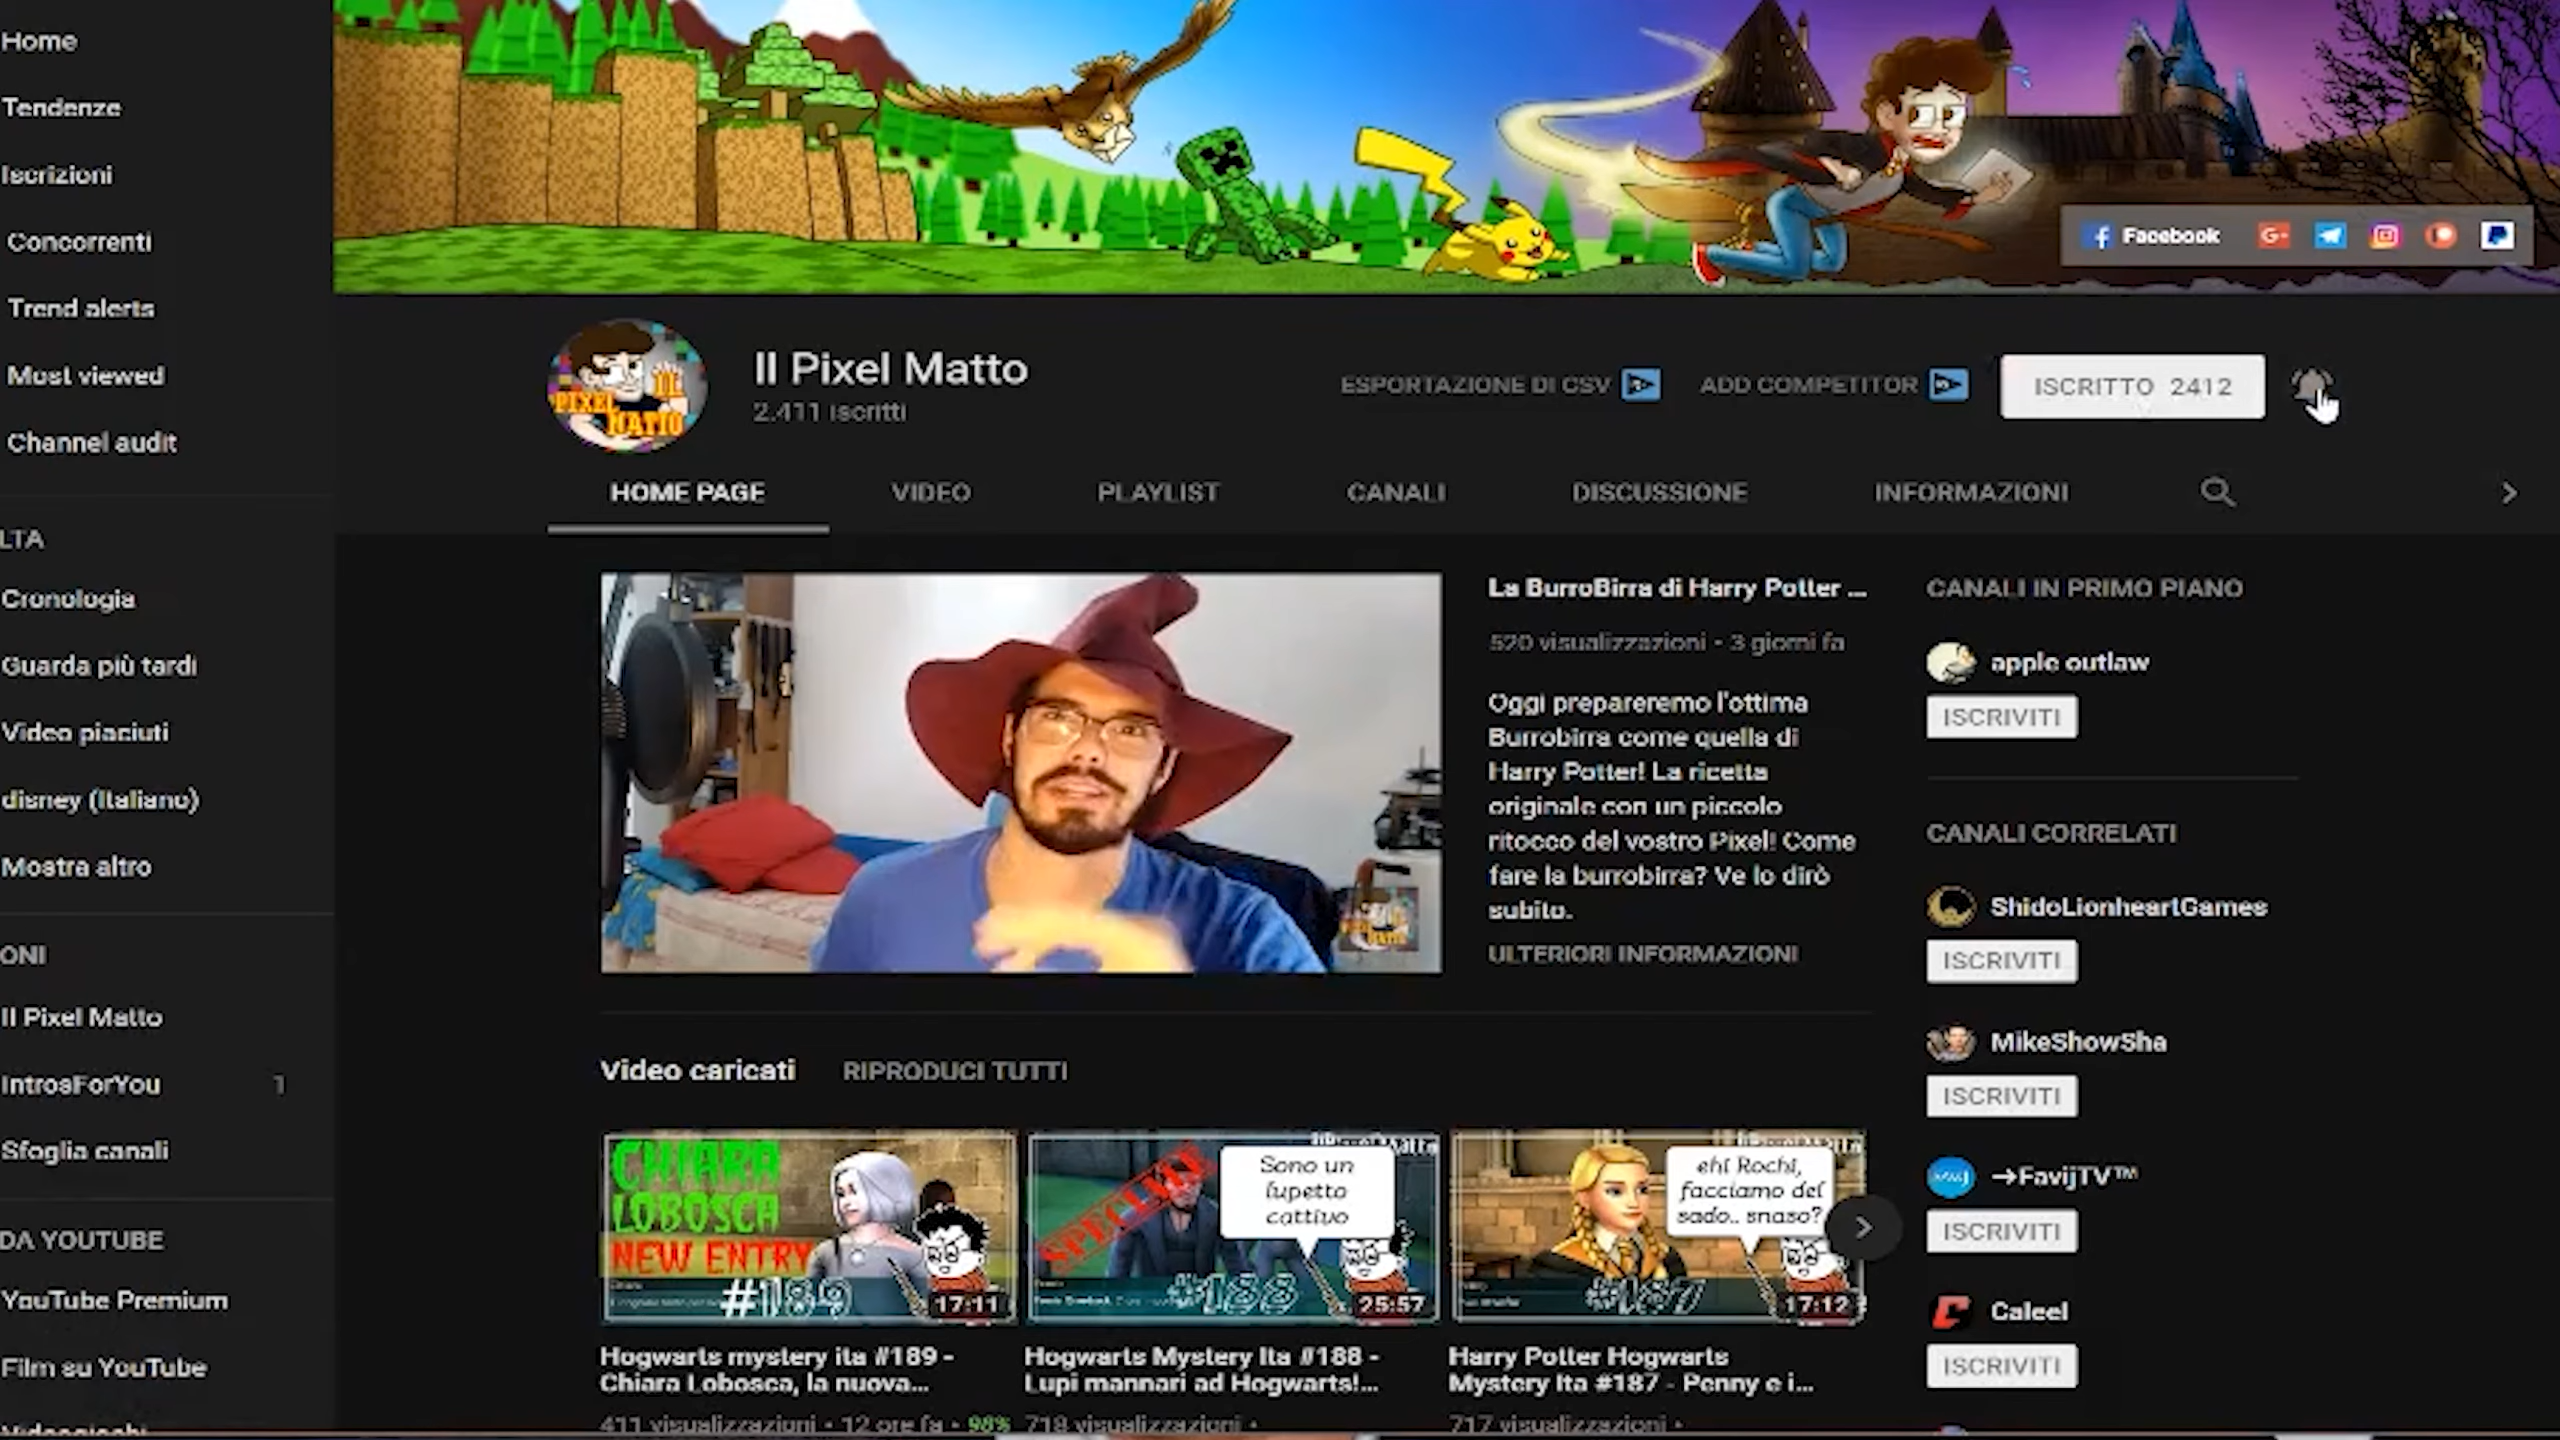 Home
Tendenze
Iscrizioni
Concorrenti
Trend alerts
Most viewed
Channel audit
LTA
Cronologia
Guarda più tardi
Video piaciuti
disney (Italiano)
Mostra altro
ONI
Il Pixel Matto
IntrosForYou 1
Sfoglia canali
DA YOUTUBE
YouTube Premium
Film su YouTube
Videogiochi
Facebook
G+
Il Pixel Matto
2.411 iscritti
IL
PIXEL
MATTO
ESPORTAZIONE DI CSV
ADD COMPETITOR
ISCRITTO 2412
HOME PAGE
VIDEO
PLAYLIST
CANALI
DISCUSSIONE
INFORMAZIONI
La BurroBirra di Harry Potter ...
520 visualizzazioni • 3 giorni fa
Oggi prepareremo l'ottima
Burrobirra come quella di
Harry Potter! La ricetta
originale con un piccolo
ritocco del vostro Pixel! Come
fare la burrobirra? Ve lo dirò
subito.
ULTERIORI INFORMAZIONI
Video caricati
RIPRODUCI TUTTI
CHIARA
LOBOSCA
NEW ENTRY
#189
17:11
Hogwarts mystery ita #189 -
Chiara Lobosca, la nuova...
411 visualizzazioni • 12 ore fa • 98%
SPECIALE
Sono un
lupetto
cattivo
#188
25:57
Hogwarts Mystery Ita #188 -
Lupi mannari ad Hogwarts!...
718 visualizzazioni •
ehi Rochi,
facciamo del
sado.. snaso?
#187
17:12
Harry Potter Hogwarts
Mystery Ita #187 - Penny e i...
717 visualizzazioni •
CANALI IN PRIMO PIANO
apple outlaw
ISCRIVITI
CANALI CORRELATI
ShidoLionheartGames
ISCRIVITI
MikeShowSha
ISCRIVITI
→FavijTV™
ISCRIVITI
Caleel
ISCRIVITI